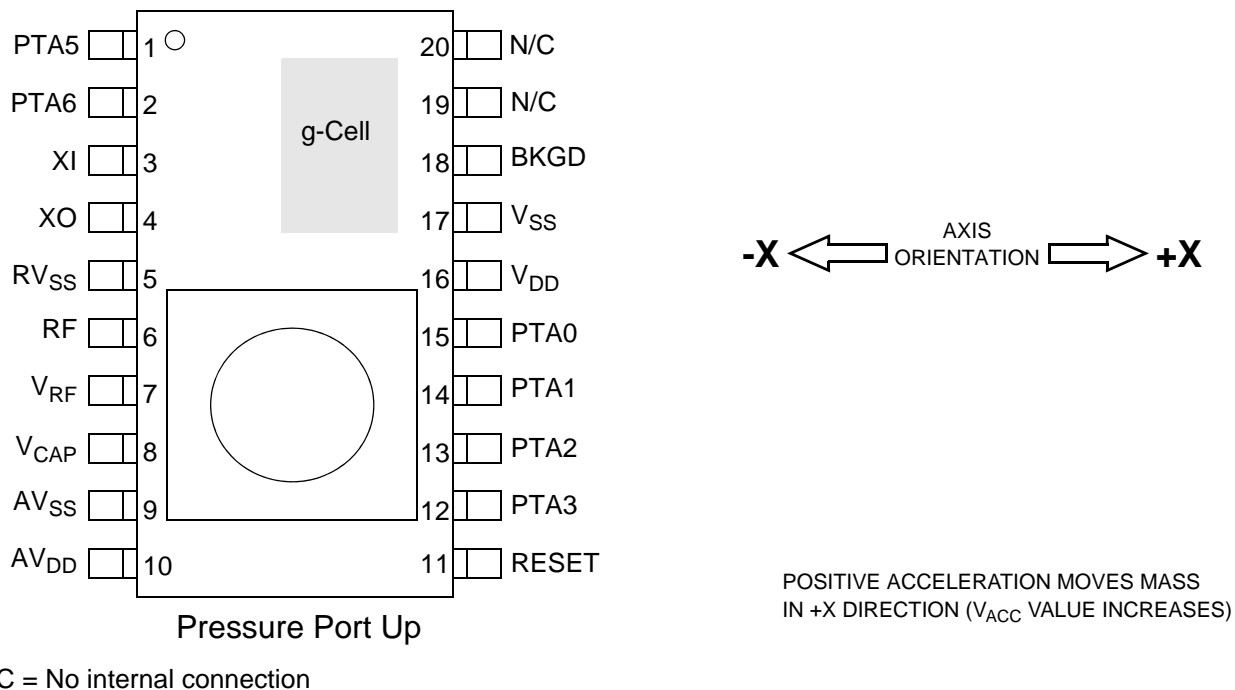 PTA5 1 20 N/C
PTA6 2 19 N/C
g-Cell
XI 3 18 BKGD
XO 4 17 VSS
RVSS 5 16 VDD
RF 6 15 PTA0
VRF 7 14 PTA1
VCAP 8 13 PTA2
AVSS 9 12 PTA3
AVDD 10 11 RESET
Pressure Port Up
C = No internal connection
-X AXIS ORIENTATION +X
POSITIVE ACCELERATION MOVES MASS
IN +X DIRECTION (VACC VALUE INCREASES)